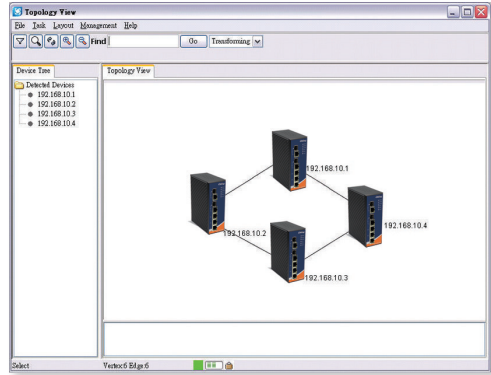 Topology View
File Task Layout Management Help
Find Go Transforming
Device Tree
Topology View
Detected Devices
192.168.10.1
192.168.10.2
192.168.10.3
192.168.10.4
192.168.10.1
192.168.10.2
192.168.10.4
192.168.10.3
Select Vertex:6 Edge:6